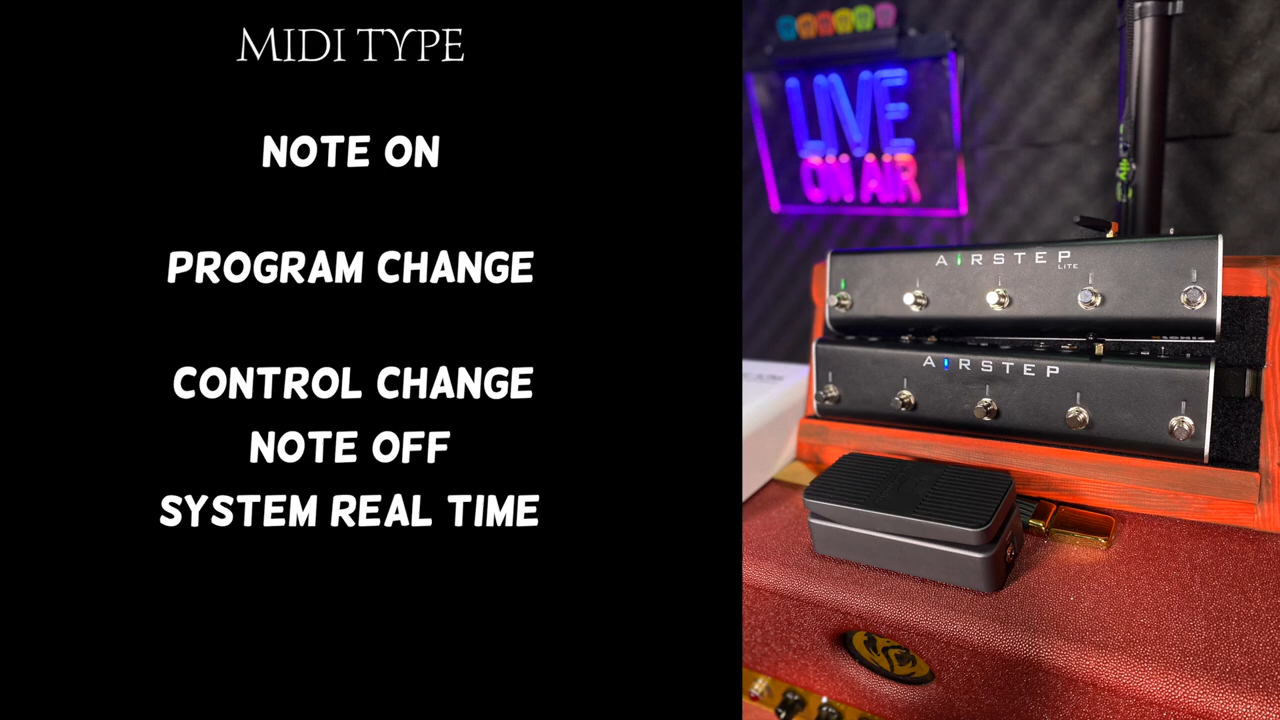 MIDI TYPE
NOTE ON
PROGRAM CHANGE
CONTROL CHANGE
NOTE OFF
SYSTEM REAL TIME
LIVE
ON AIR
AIRSTEP
LITE
AIRSTEP